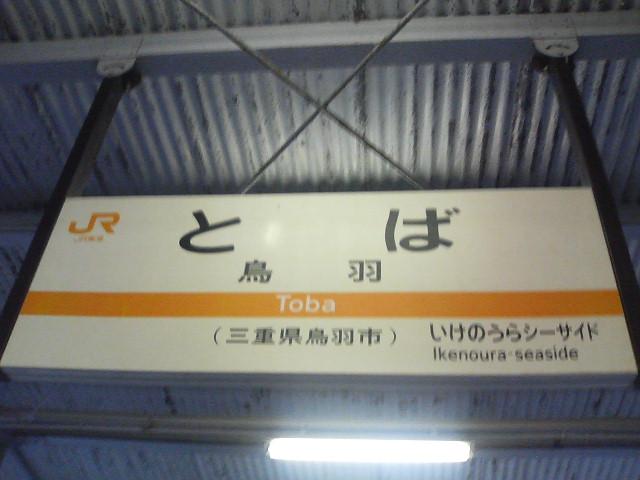 JR
JR東海
とば
鳥羽
Toba
（三重県鳥羽市）
いけのうらシーサイド
Ikenoura-seaside